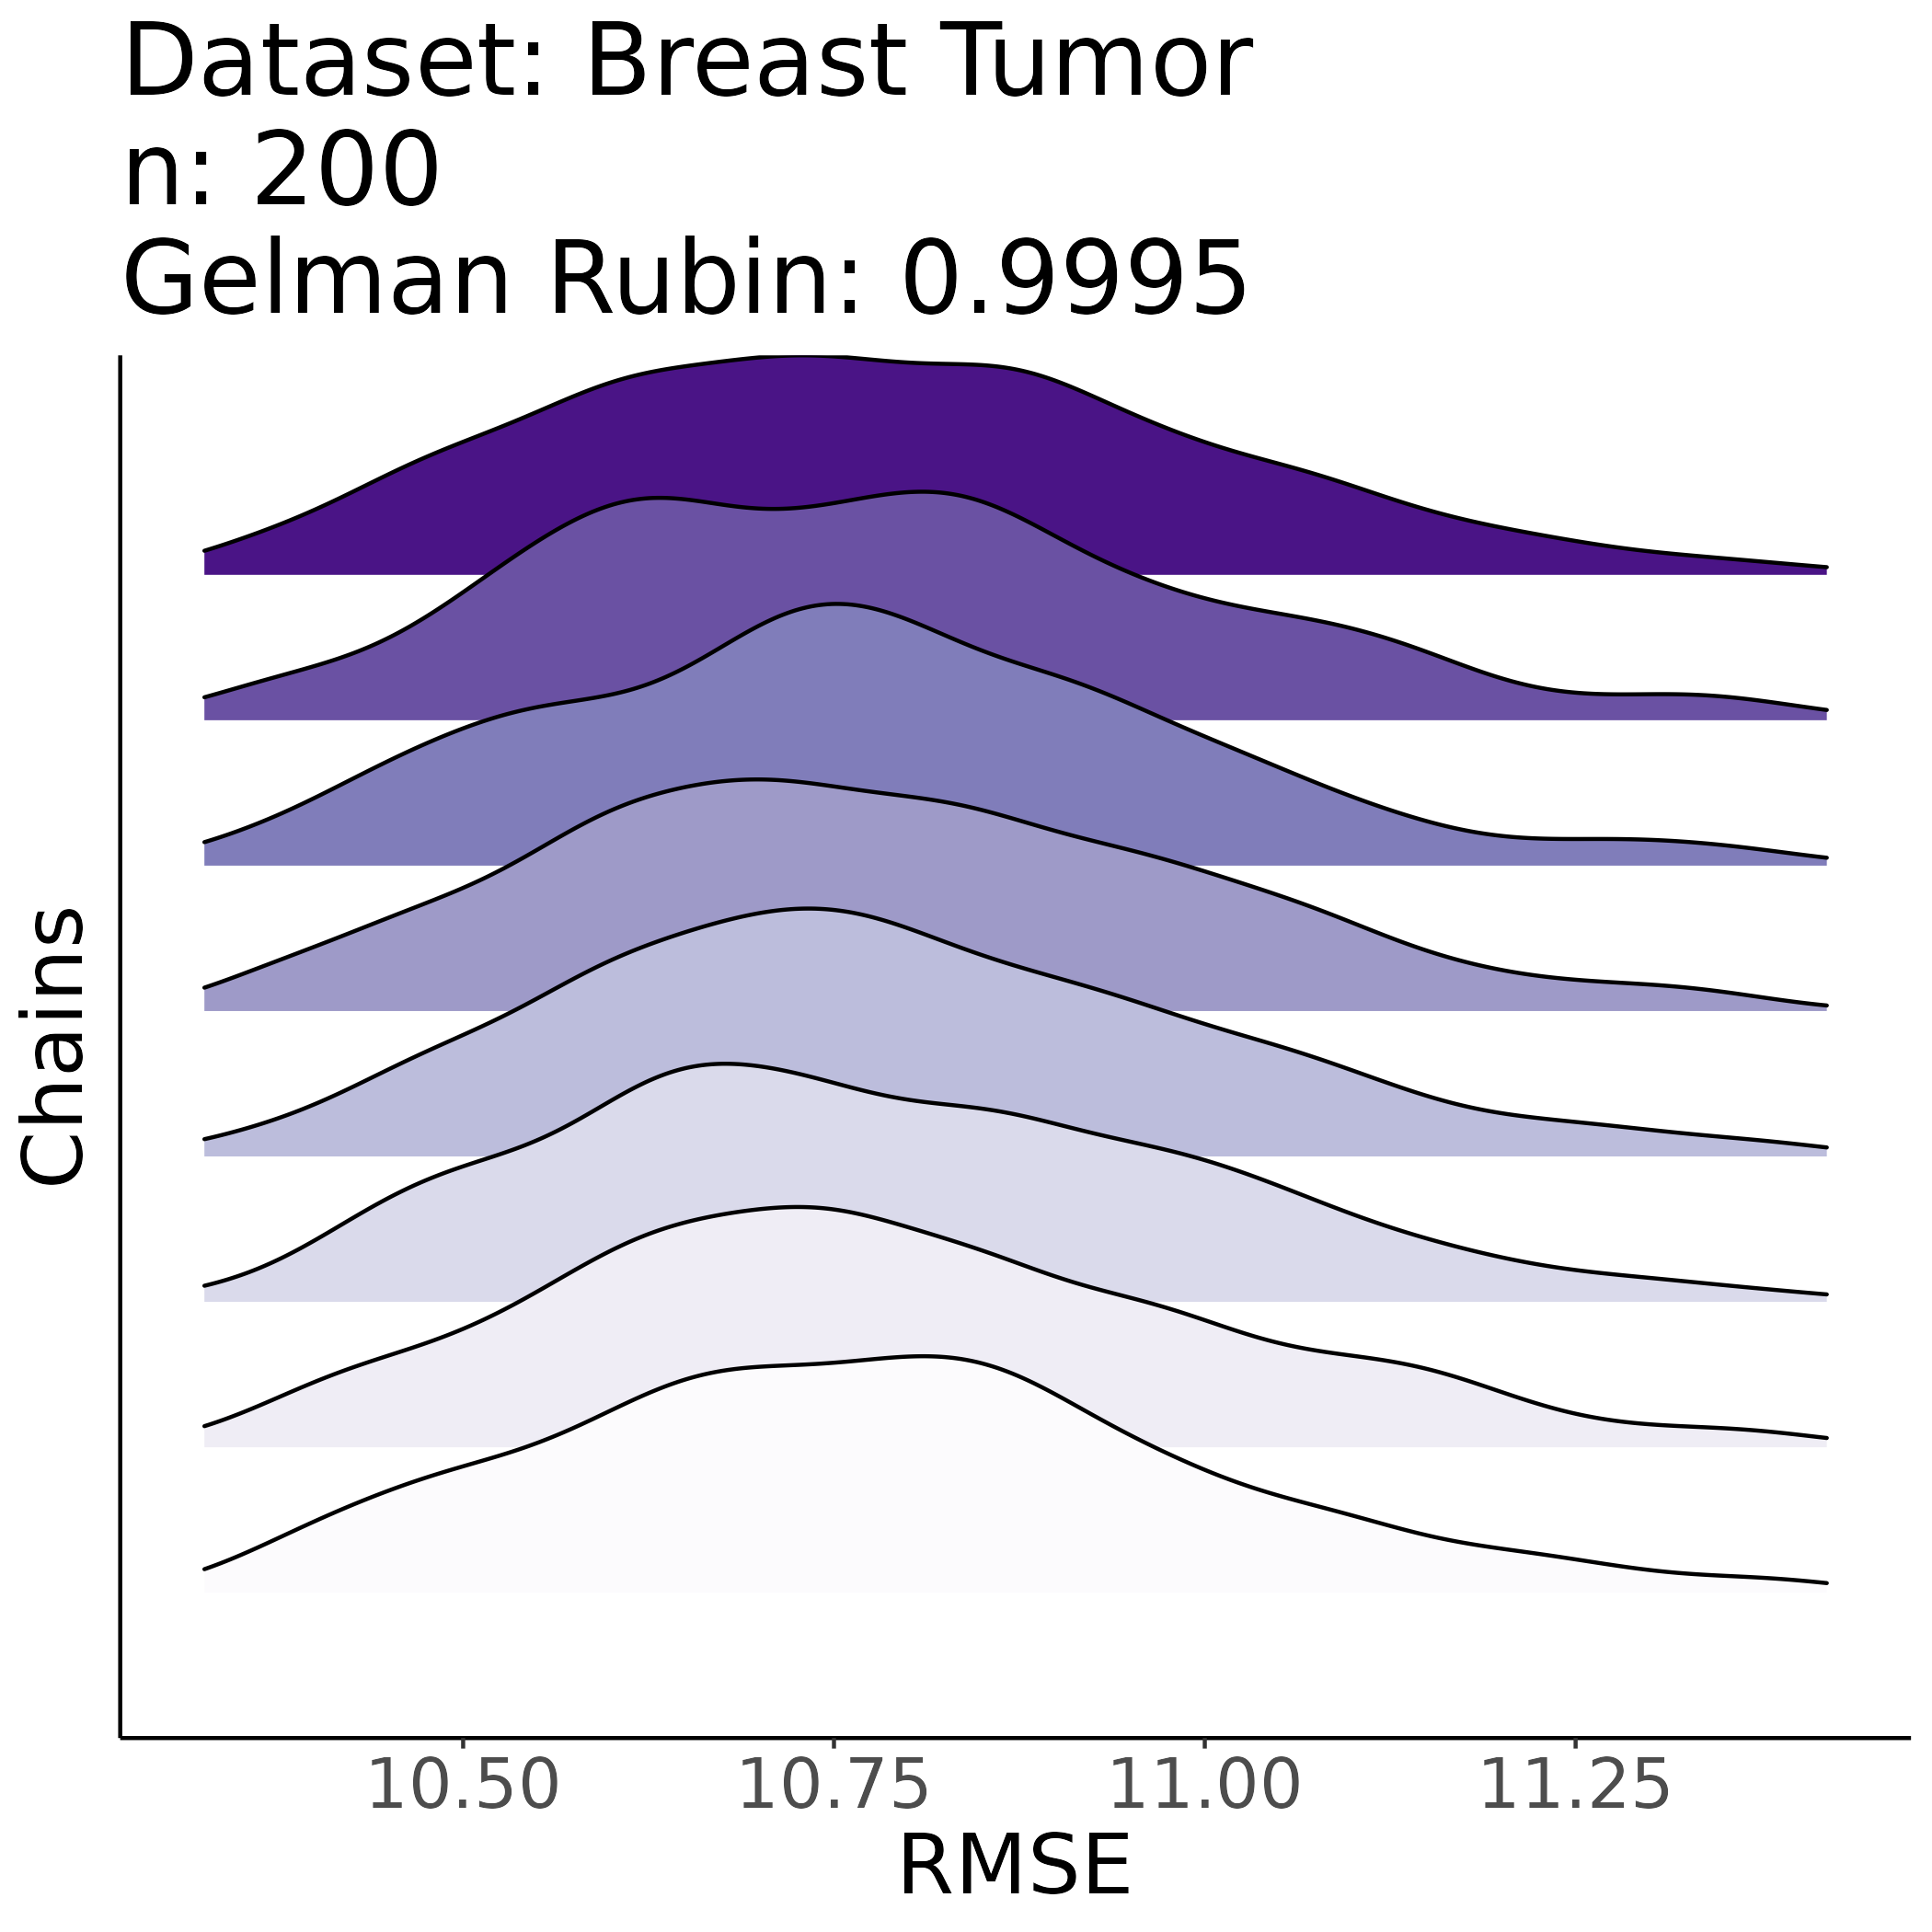 Dataset: Breast Tumor
n: 200
Gelman Rubin: 0.9995
Chains
10.50 10.75 11.00 11.25
RMSE